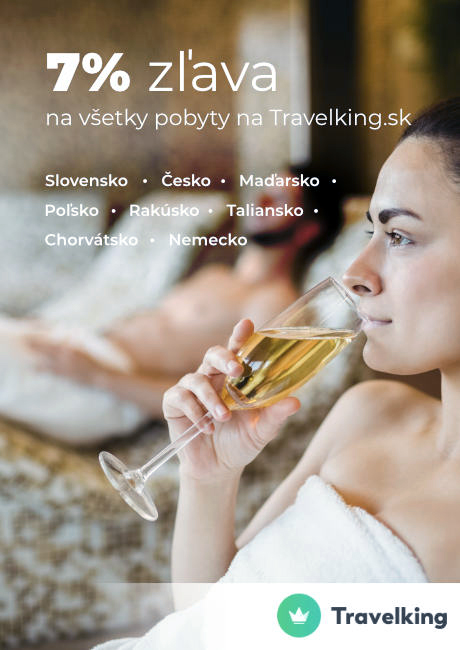 7% zľava
na všetky pobyty na Travelking.sk
Slovensko • Česko • Maďarsko •
Poľsko • Rakúsko • Taliansko •
Chorvátsko • Nemecko
Travelking